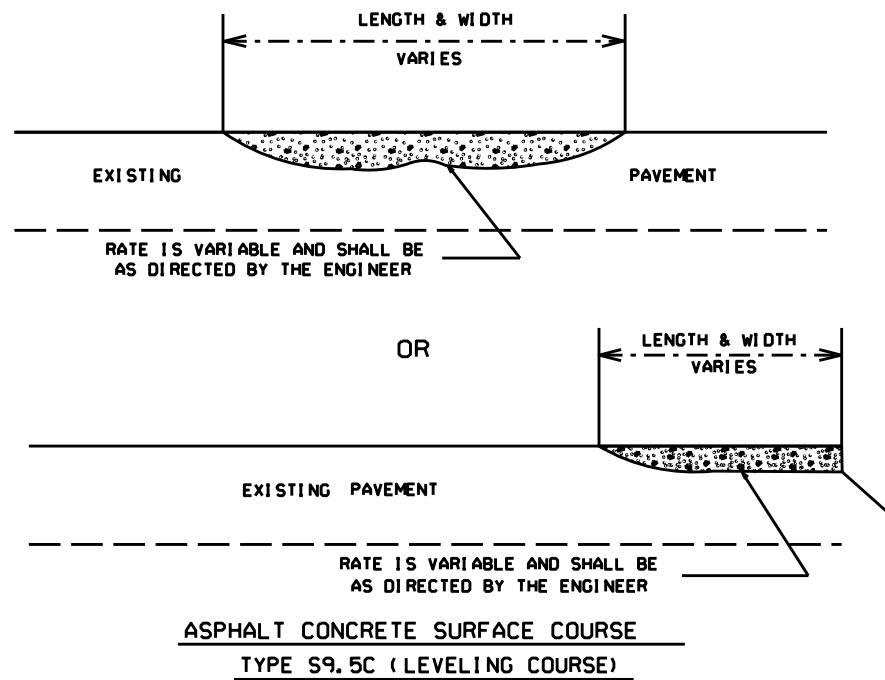 LENGTH & WIDTH
VARIES
EXISTING PAVEMENT
RATE IS VARIABLE AND SHALL BE
AS DIRECTED BY THE ENGINEER
OR
LENGTH & WIDTH
VARIES
EXISTING PAVEMENT
RATE IS VARIABLE AND SHALL BE
AS DIRECTED BY THE ENGINEER
ASPHALT CONCRETE SURFACE COURSE
TYPE S9.5C (LEVELING COURSE)